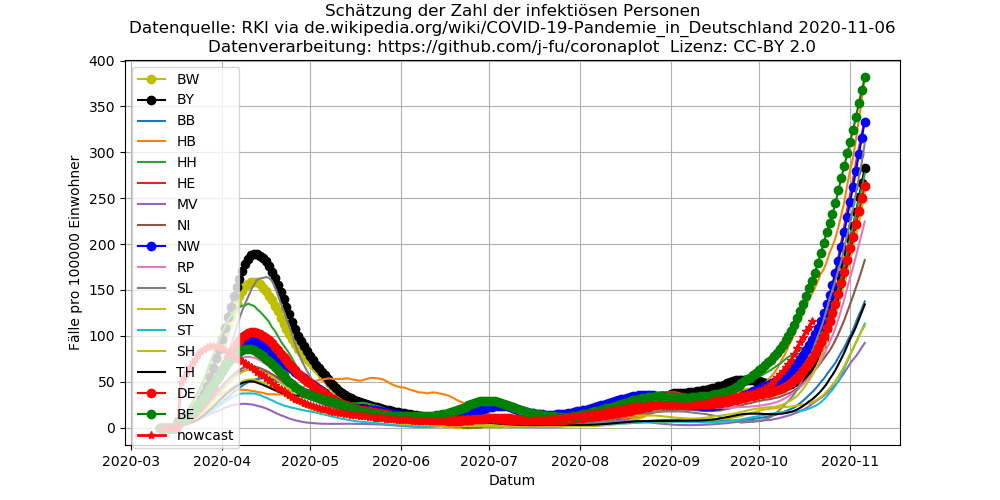 Schätzung der Zahl der infektiösen Personen
Datenquelle: RKI via de.wikipedia.org/wiki/COVID-19-Pandemie_in_Deutschland 2020-11-06
Datenverarbeitung: https://github.com/j-fu/coronaplot  Lizenz: CC-BY 2.0
Fälle pro 100000 Einwohner
400
350
300
250
200
150
100
50
0
BW
BY
BB
HB
HH
HE
MV
NI
NW
RP
SL
SN
ST
SH
TH
DE
BE
nowcast
2020-03 2020-04 2020-05 2020-06 2020-07 2020-08 2020-09 2020-10 2020-11
Datum